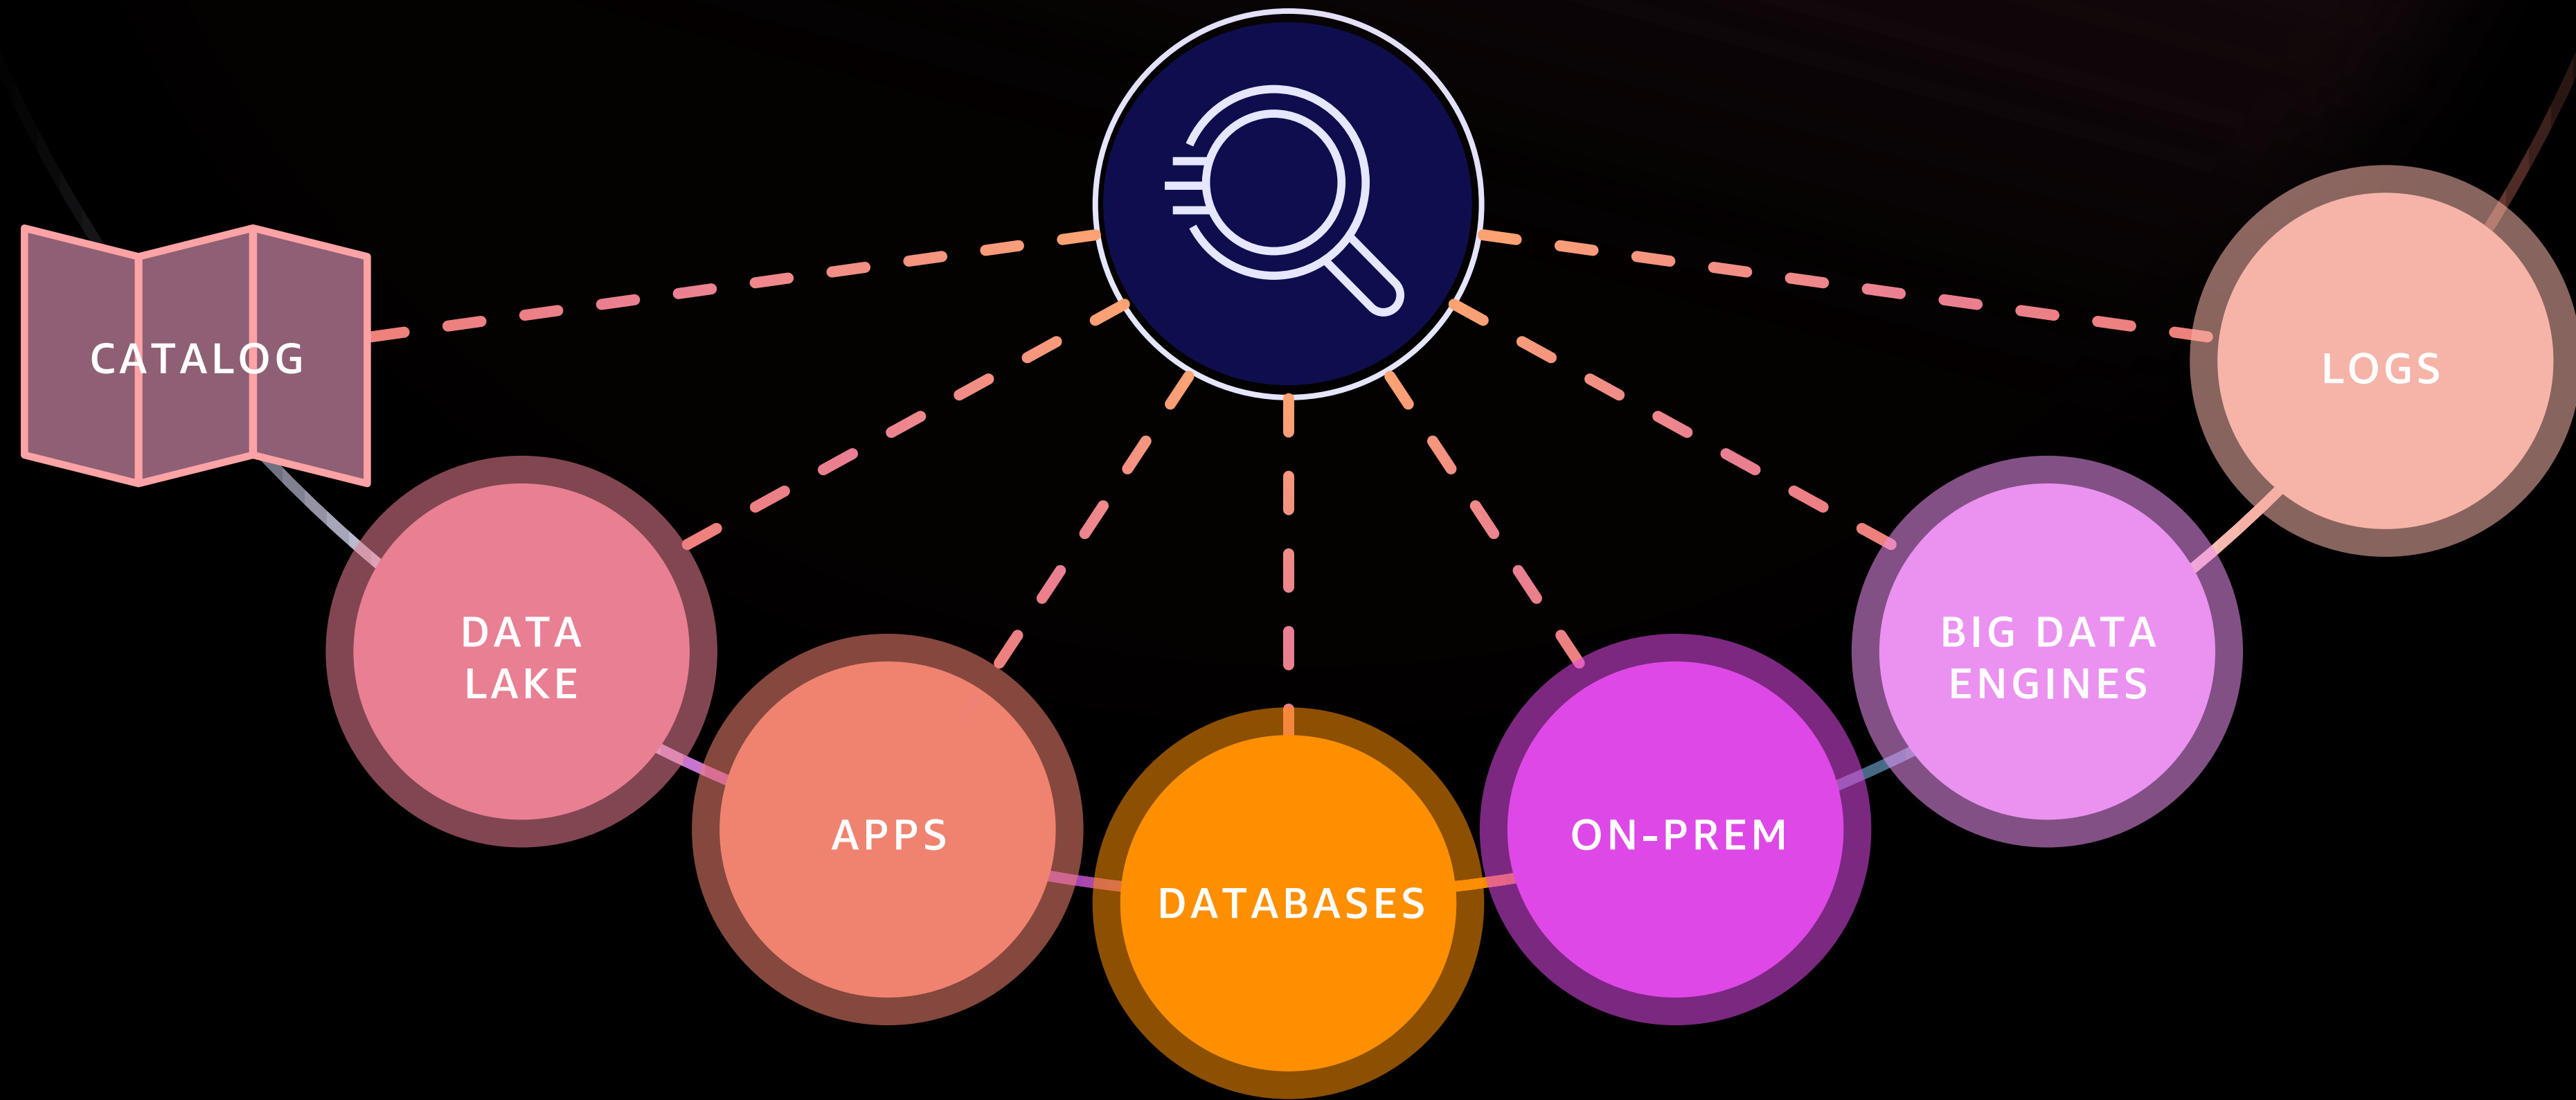 CATALOG
DATA
LAKE
APPS
DATABASES
ON-PREM
BIG DATA
ENGINES
LOGS